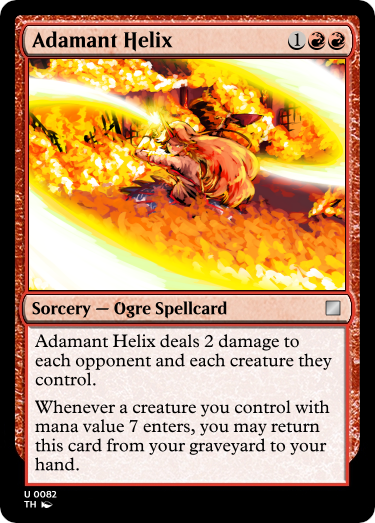 Adamant Helix 1
Sorcery — Ogre Spellcard
Adamant Helix deals 2 damage to
each opponent and each creature they
control.
Whenever a creature you control with
mana value 7 enters, you may return
this card from your graveyard to your
hand.
U 0082
TH